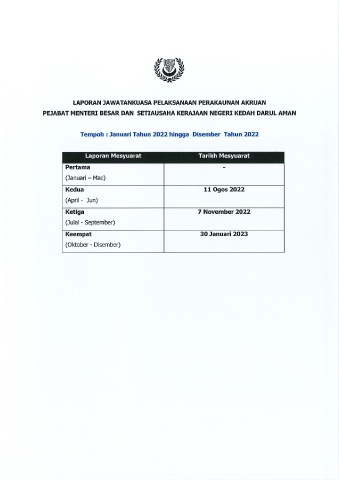 LAPORAN JAWATANKUASA PELAKSANAAN PERAKAUNAN AKRUAN
PEJABAT MENTERI BESAR DAN SETIAUSAHA KERAJAAN NEGERI KEDAH DARUL AMAN
Tempoh : Januari Tahun 2022 hingga Disember Tahun 2022
Laporan Mesyuarat Tarikh Mesyuarat
Pertama -
(Januari – Mac)
Kedua 11 Ogos 2022
(April - Jun)
Ketiga 7 November 2022
(Julai - September)
Keempat 30 Januari 2023
(Oktober - Disember)